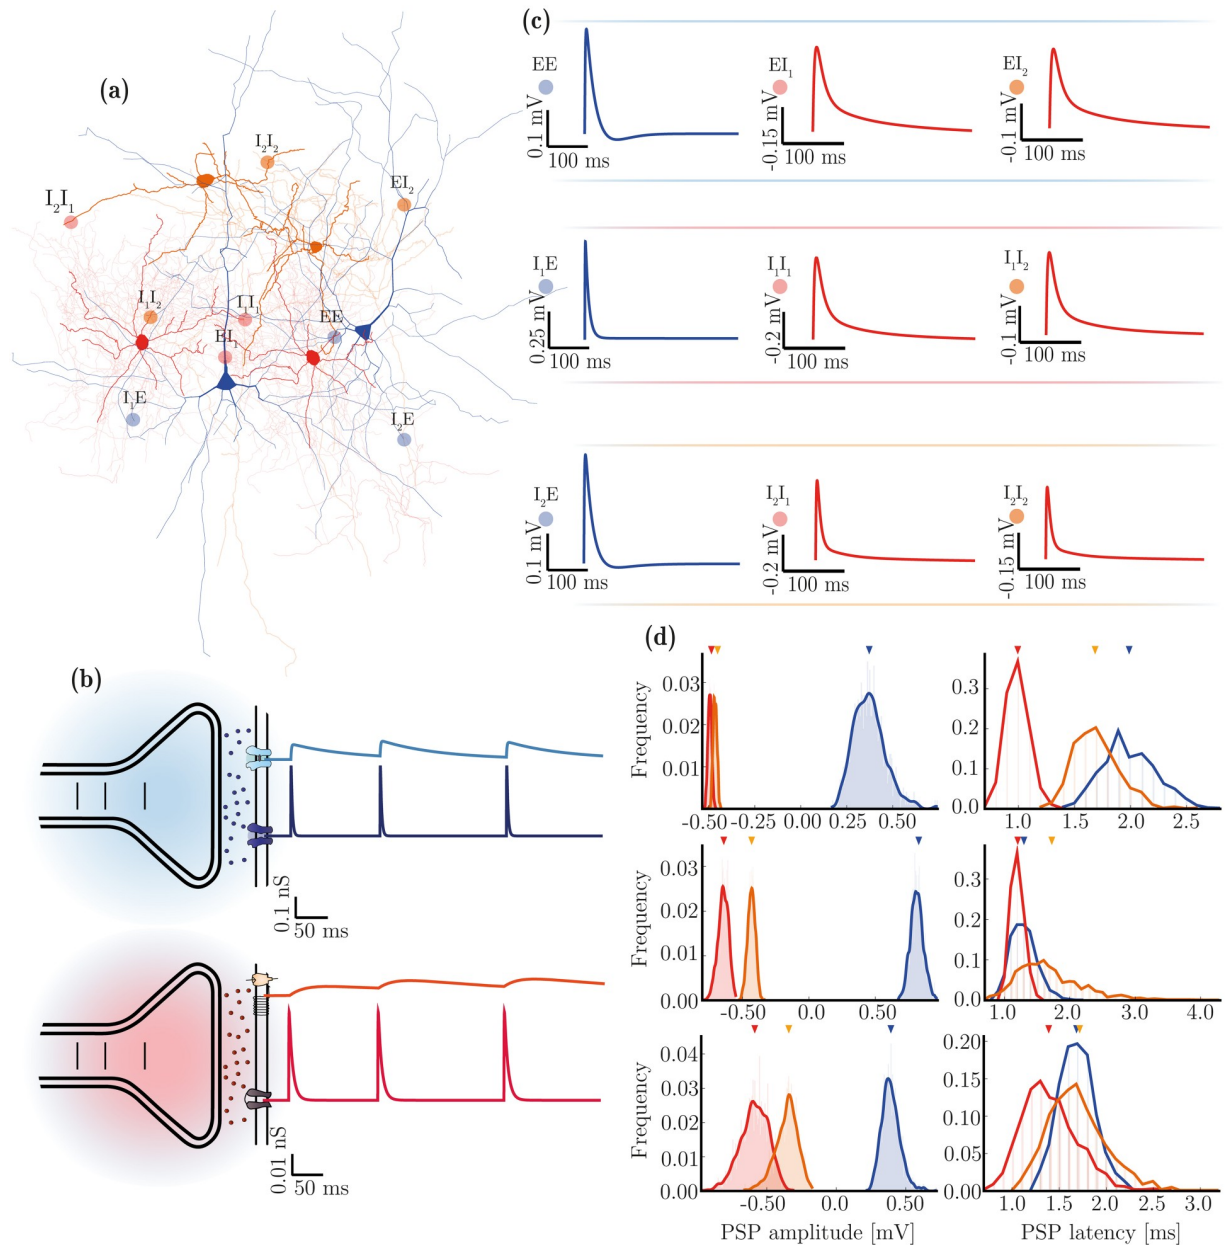 (a)
I₂I₂
EI₂
I₂I₁
I₁I₂
I₁I₁
EE
EI₁
I₁E
I₂E
(b)
0.1 nS
50 ms
0.01 nS
50 ms
(c)
EE
0.1 mV
100 ms
EI₁
-0.15 mV
100 ms
EI₂
-0.1 mV
100 ms
I₁E
0.25 mV
100 ms
I₁I₁
-0.2 mV
100 ms
I₁I₂
-0.1 mV
100 ms
I₂E
0.1 mV
100 ms
I₂I₁
-0.2 mV
100 ms
I₂I₂
-0.15 mV
100 ms
(d)
Frequency
0.03
0.02
0.01
-0.50 -0.25 0.00 0.25 0.50
0.3
0.2
0.1
0.0
1.0 1.5 2.0 2.5
Frequency
0.03
0.02
0.01
0.00
-0.50 0.0 0.50
0.3
0.2
0.1
0.0
1.0 2.0 3.0 4.0
Frequency
0.04
0.03
0.02
0.01
0.00
-0.50 0.0 0.50
PSP amplitude [mV]
0.20
0.15
0.10
0.05
0.00
1.0 1.5 2.0 2.5 3.0
PSP latency [ms]